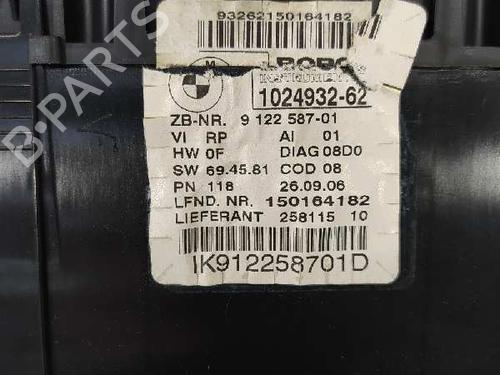 93262150164182
M
INSTRUMENT
1024932-62
ZB-NR. 9 122 587-01
VI RP AI 01
HW 0F DIAG 08D0
SW 69.45.81 COD 08
PN 118 26.09.06
LFND. NR. 150164182
LIEFERANT 258115 10
IK912258701D
B-PARTS